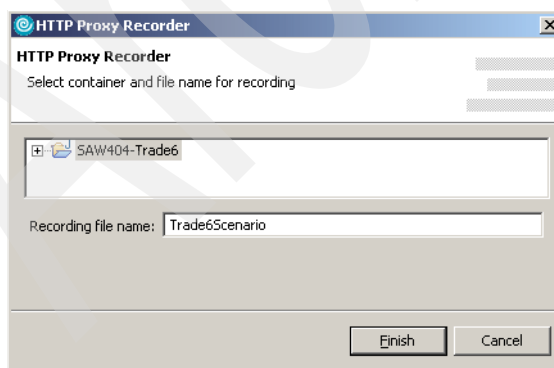 HTTP Proxy Recorder
HTTP Proxy Recorder
Select container and file name for recording
SAW404-Trade6
Recording file name: Trade6Scenario
Finish Cancel